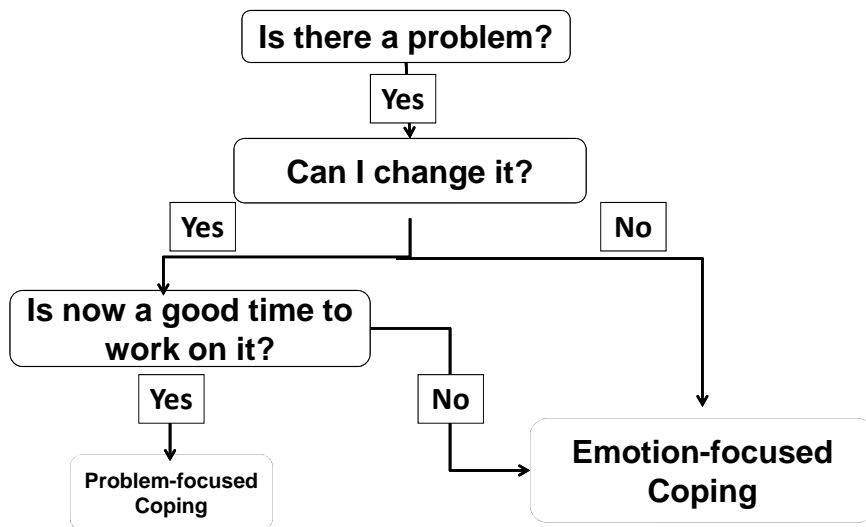 Is there a problem?
Yes
Can I change it?
Yes
No
Is now a good time to
work on it?
Yes
No
Problem-focused
Coping
Emotion-focused
Coping